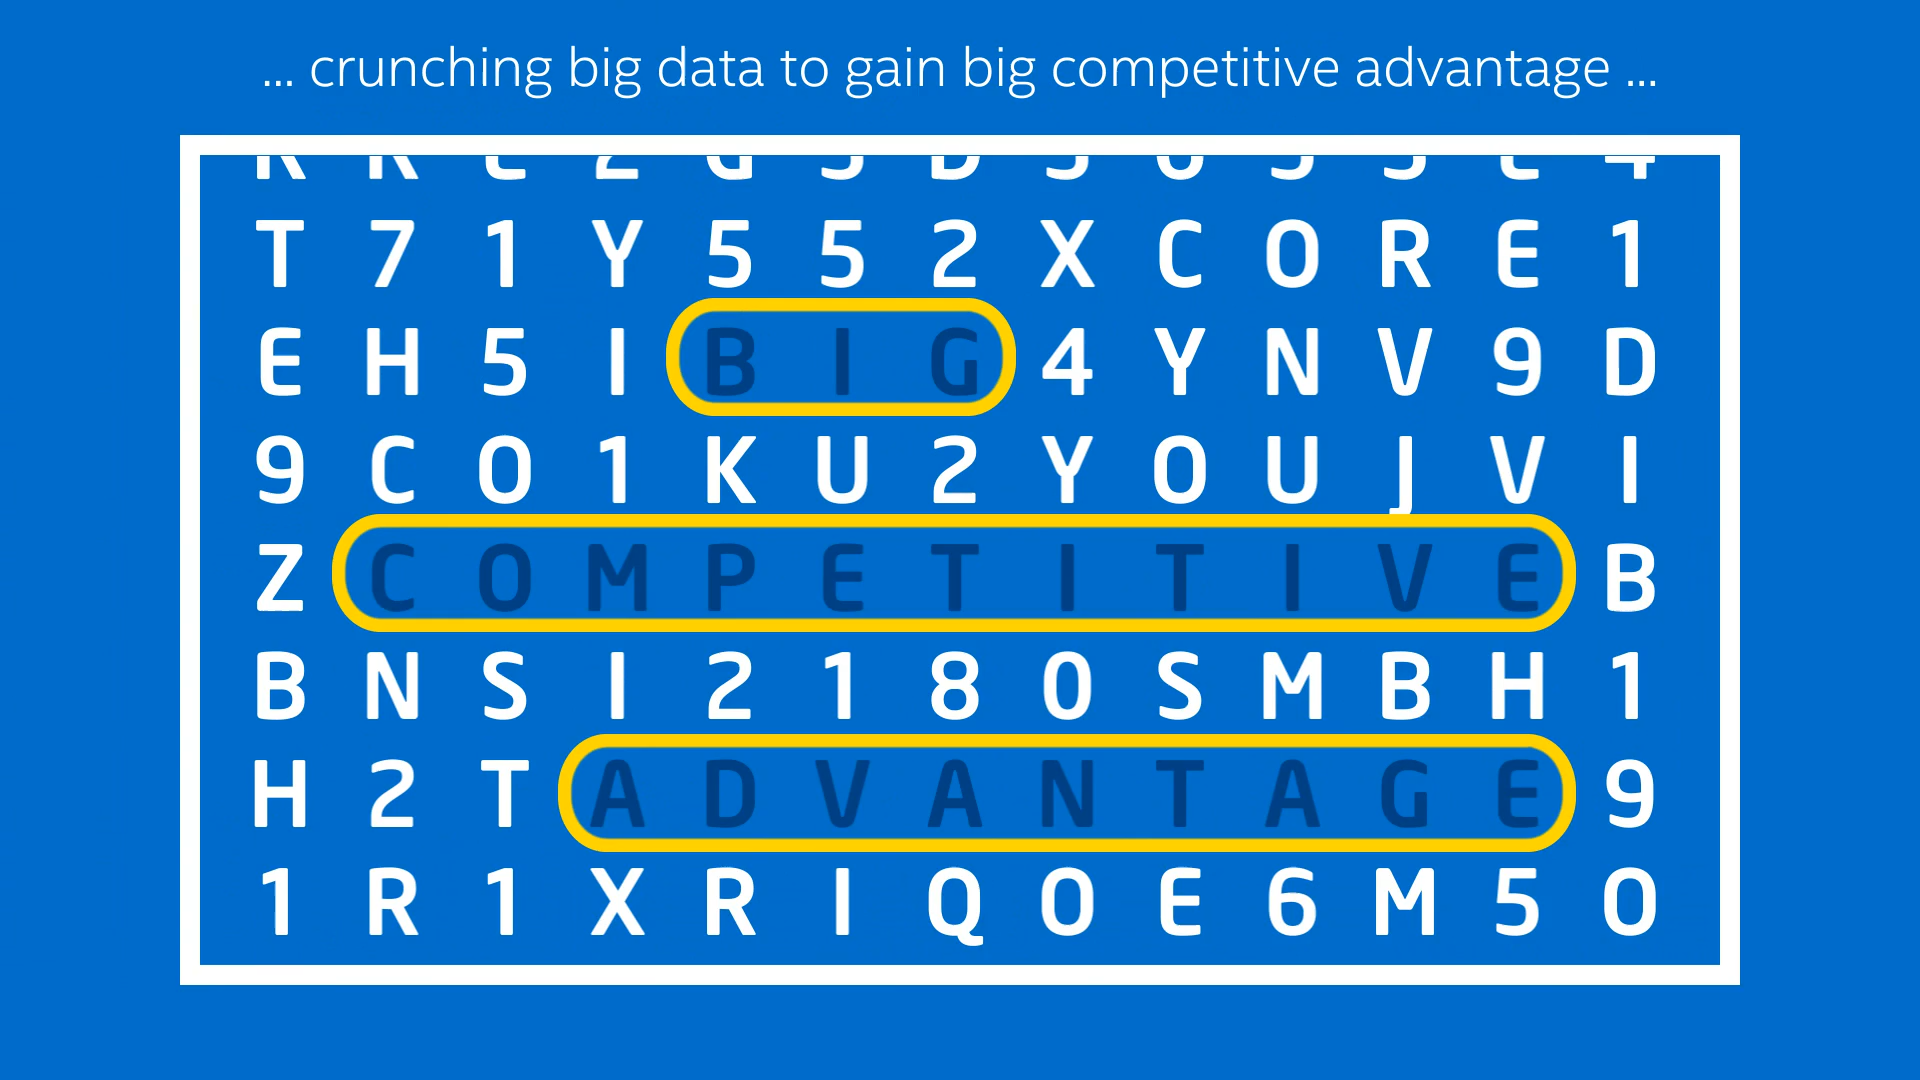 ... crunching big data to gain big competitive advantage ...
T 7 1 Y 5 5 2 X C O R E 1
E H 5 I B I G 4 Y N V 9 D
9 C O 1 K U 2 Y O U J V I
Z C O M P E T I T I V E B
B N S I 2 1 8 0 S M B H 1
H 2 T A D V A N T A G E 9
1 R 1 X R I Q O E 6 M 5 O